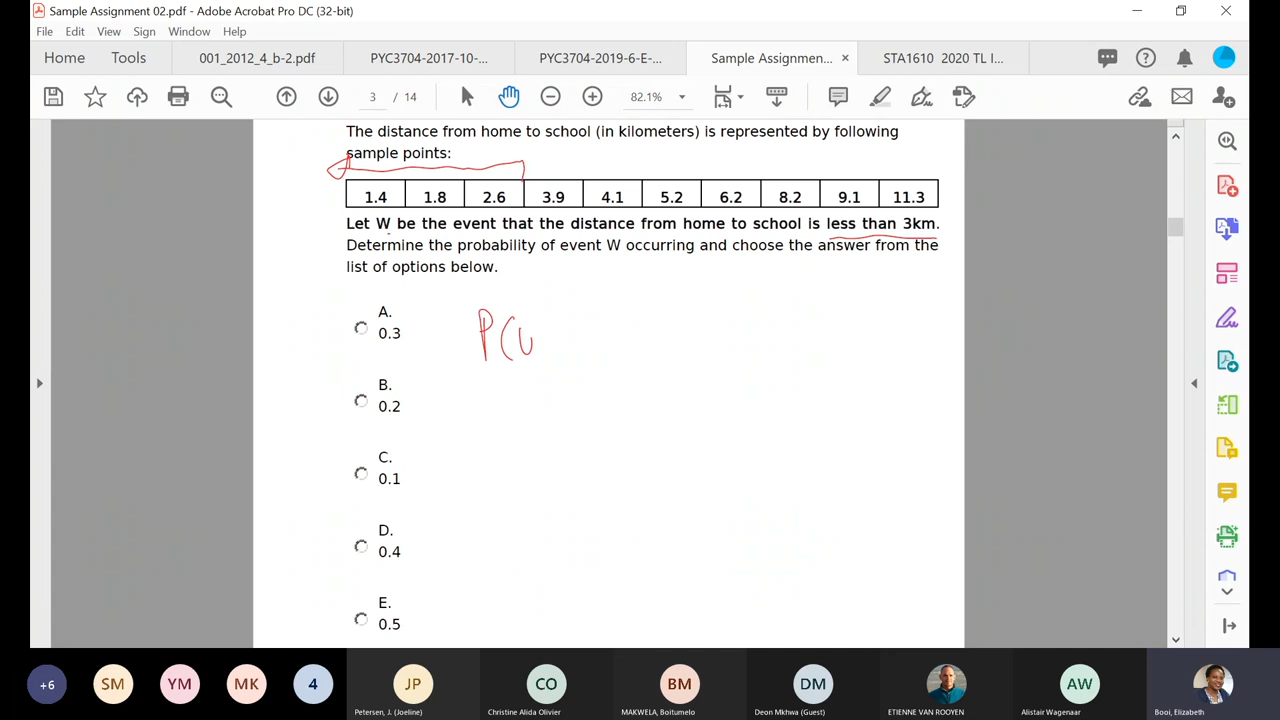 Sample Assignment 02.pdf - Adobe Acrobat Pro DC (32-bit)
File Edit View Sign Window Help
Home Tools 001_2012_4_b-2.pdf PYC3704-2017-10-... PYC3704-2019-6-E-... Sample Assignmen... × STA1610 2020 TL I...
3 / 14 82.1%
The distance from home to school (in kilometers) is represented by following
sample points:
1.4 1.8 2.6 3.9 4.1 5.2 6.2 8.2 9.1 11.3
Let W be the event that the distance from home to school is less than 3km.
Determine the probability of event W occurring and choose the answer from the
list of options below.
A.
0.3
P(
B.
0.2
C.
0.1
D.
0.4
E.
0.5
+6 SM YM MK 4 JP CO BM DM AW
Petersen, J. (Joeline) Christine Alida Olivier MAKWELA, Boitumelo Deon Mkhwa (Guest) ETIENNE VAN ROOYEN Alistair Wagenaar Booi, Elizabeth